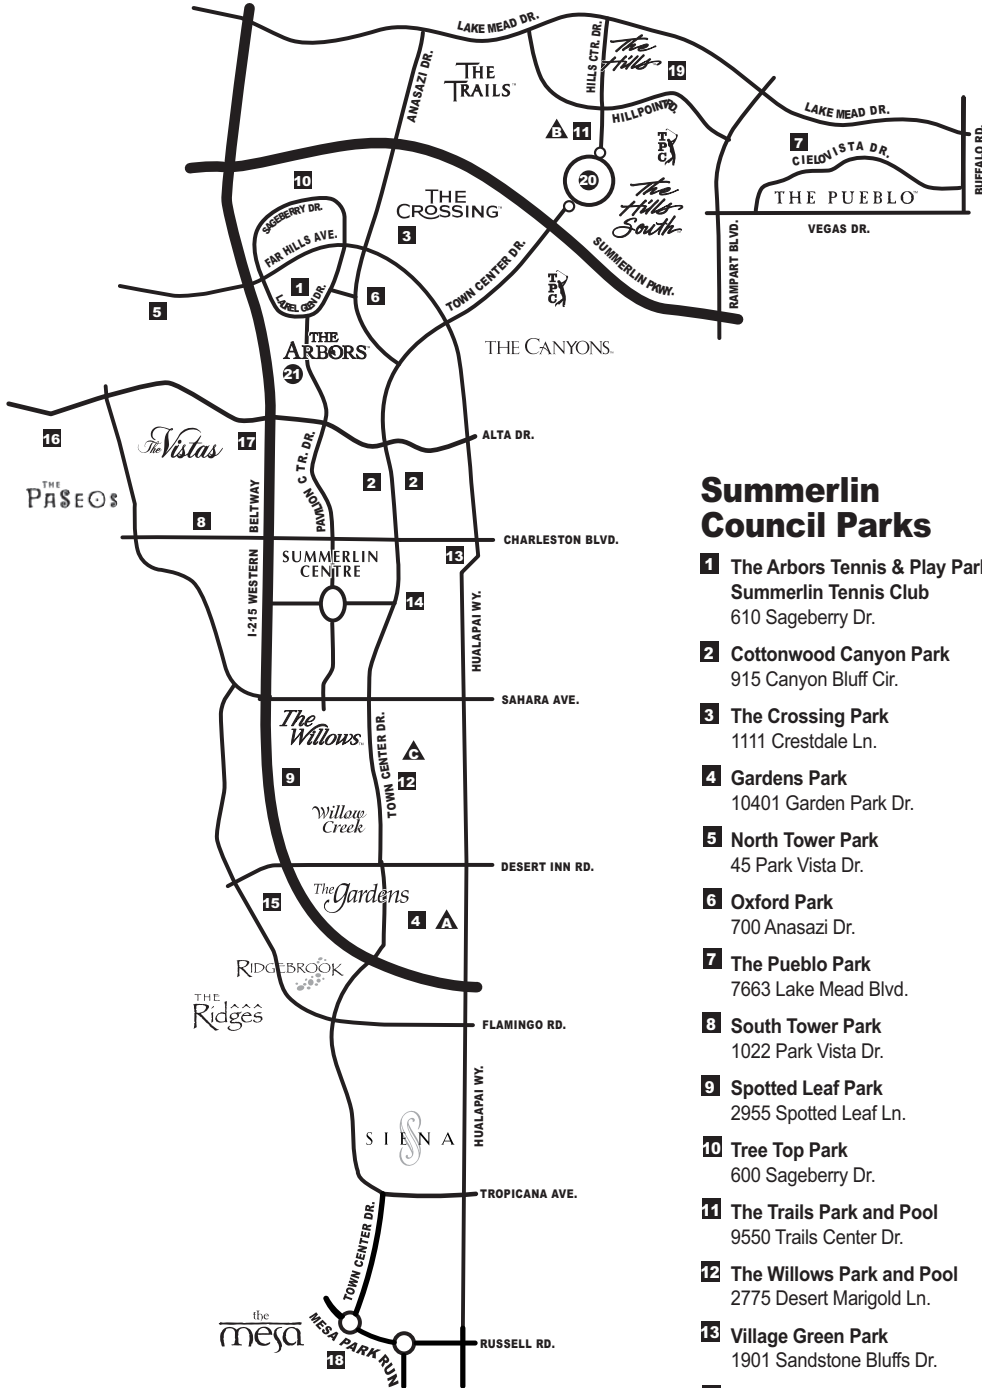 LAKE MEAD DR.
HILLS CTR. DR.
The
Hills
19
ANASAZI DR.
THE
TRAILS™
HILLPOINT RD.
LAKE MEAD DR.
B
11
TPC
7
CIELO VISTA DR.
BUFFALO RD.
THE PUEBLO™
VEGAS DR.
RAMPART BLVD.
20
The
Hills
South
10
SAGEBERRY DR.
FAR HILLS AVE.
THE
CROSSING™
3
SUMMERLIN PKWY.
TOWN CENTER DR.
TPC
1
LAUREL GLEN DR.
6
5
THE
ARBORS™
21
THE CANYONS
16
The Vistas
17
ALTA DR.
PAVILION CTR. DR.
2
2
THE
PASEOS
8
I-215 WESTERN BELTWAY
CHARLESTON BLVD.
SUMMERLIN
CENTRE
13
14
HUALAPAI WY.
SAHARA AVE.
The
Willows
TOWN CENTER DR.
C
9
12
Willow
Creek
DESERT INN RD.
The Gardens
15
4
A
RIDGEBROOK
THE
Ridges
FLAMINGO RD.
HUALAPAI WY.
SIENA
TROPICANA AVE.
TOWN CENTER DR.
the
mesa
MESA PARK RUN
18
RUSSELL RD.
Summerlin
Council Parks
1 The Arbors Tennis & Play Park
Summerlin Tennis Club
610 Sageberry Dr.
2 Cottonwood Canyon Park
915 Canyon Bluff Cir.
3 The Crossing Park
1111 Crestdale Ln.
4 Gardens Park
10401 Garden Park Dr.
5 North Tower Park
45 Park Vista Dr.
6 Oxford Park
700 Anasazi Dr.
7 The Pueblo Park
7663 Lake Mead Blvd.
8 South Tower Park
1022 Park Vista Dr.
9 Spotted Leaf Park
2955 Spotted Leaf Ln.
10 Tree Top Park
600 Sageberry Dr.
11 The Trails Park and Pool
9550 Trails Center Dr.
12 The Willows Park and Pool
2775 Desert Marigold Ln.
13 Village Green Park
1901 Sandstone Bluffs Dr.